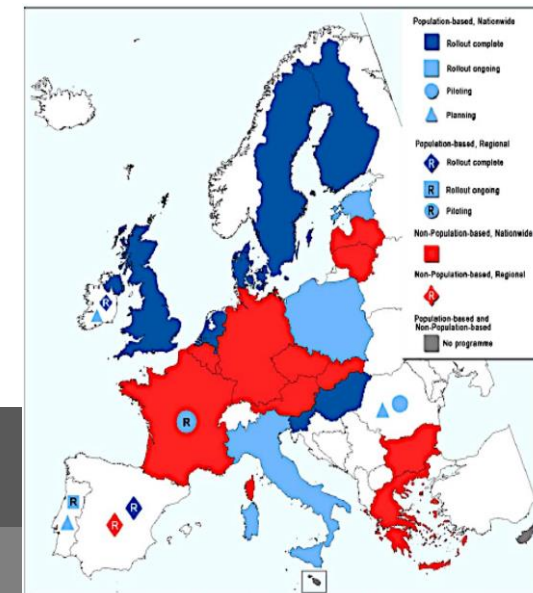 Population-based, Nationwide
Rollout complete
Rollout ongoing
Piloting
Planning
Population-based, Regional
R Rollout complete
R Rollout ongoing
R Piloting
Non-Population-based, Nationwide
Non-Population-based, Regional
R
Population-based and
Non-Population-based
No programme
R
R
R
R
R